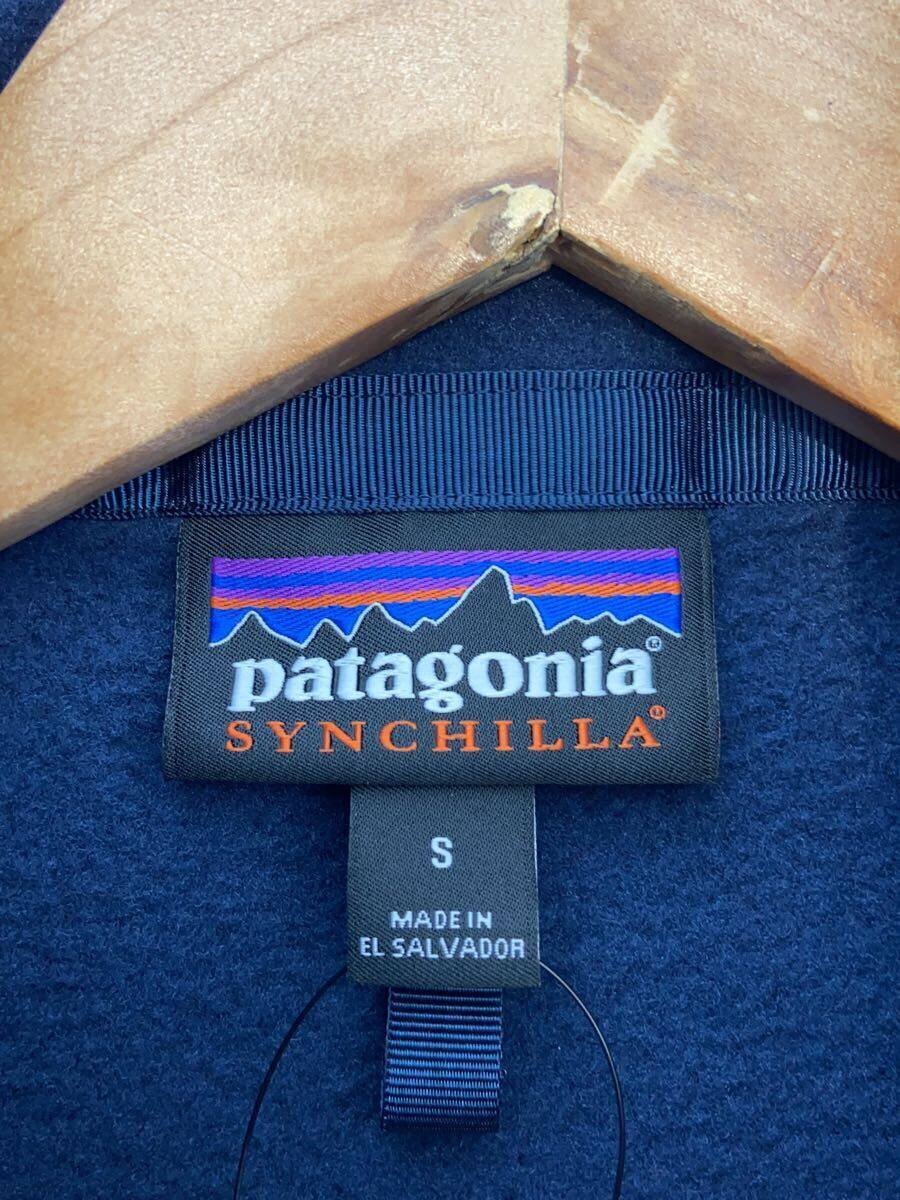 patagonia®
SYNCHILLA®
S
MADE IN
EL SALVADOR